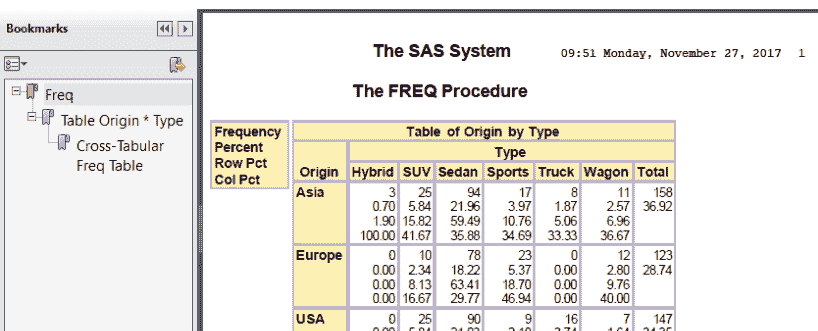 Bookmarks
Freq
Table Origin * Type
Cross-Tabular
Freq Table
The SAS System 09:51 Monday, November 27, 2017 1
The FREQ Procedure
Frequency
Percent
Row Pct
Col Pct
Table of Origin by Type
Type
Origin Hybrid SUV Sedan Sports Truck Wagon Total
Asia 3 25 94 17 8 11 158
0.70 5.84 21.96 3.97 1.87 2.57 36.92
1.90 15.82 59.49 10.76 5.06 6.96
100.00 41.67 35.88 34.69 33.33 36.67
Europe 0 10 78 23 0 12 123
0.00 2.34 18.22 5.37 0.00 2.80 28.74
0.00 8.13 63.41 18.70 0.00 9.76
0.00 16.67 29.77 46.94 0.00 40.00
USA 0 25 90 9 16 7 147